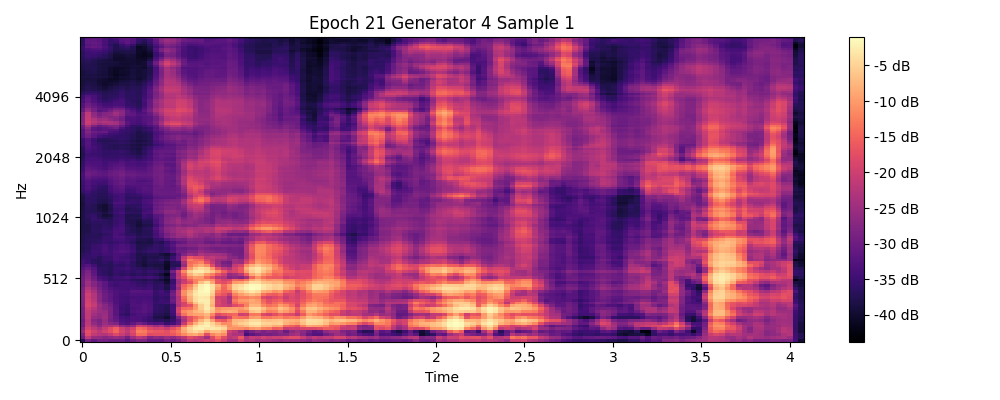 Epoch 21 Generator 4 Sample 1
Hz
4096
2048
1024
512
0
0
0.5
1
1.5
2
2.5
3
3.5
4
Time
-5 dB
-10 dB
-15 dB
-20 dB
-25 dB
-30 dB
-35 dB
-40 dB